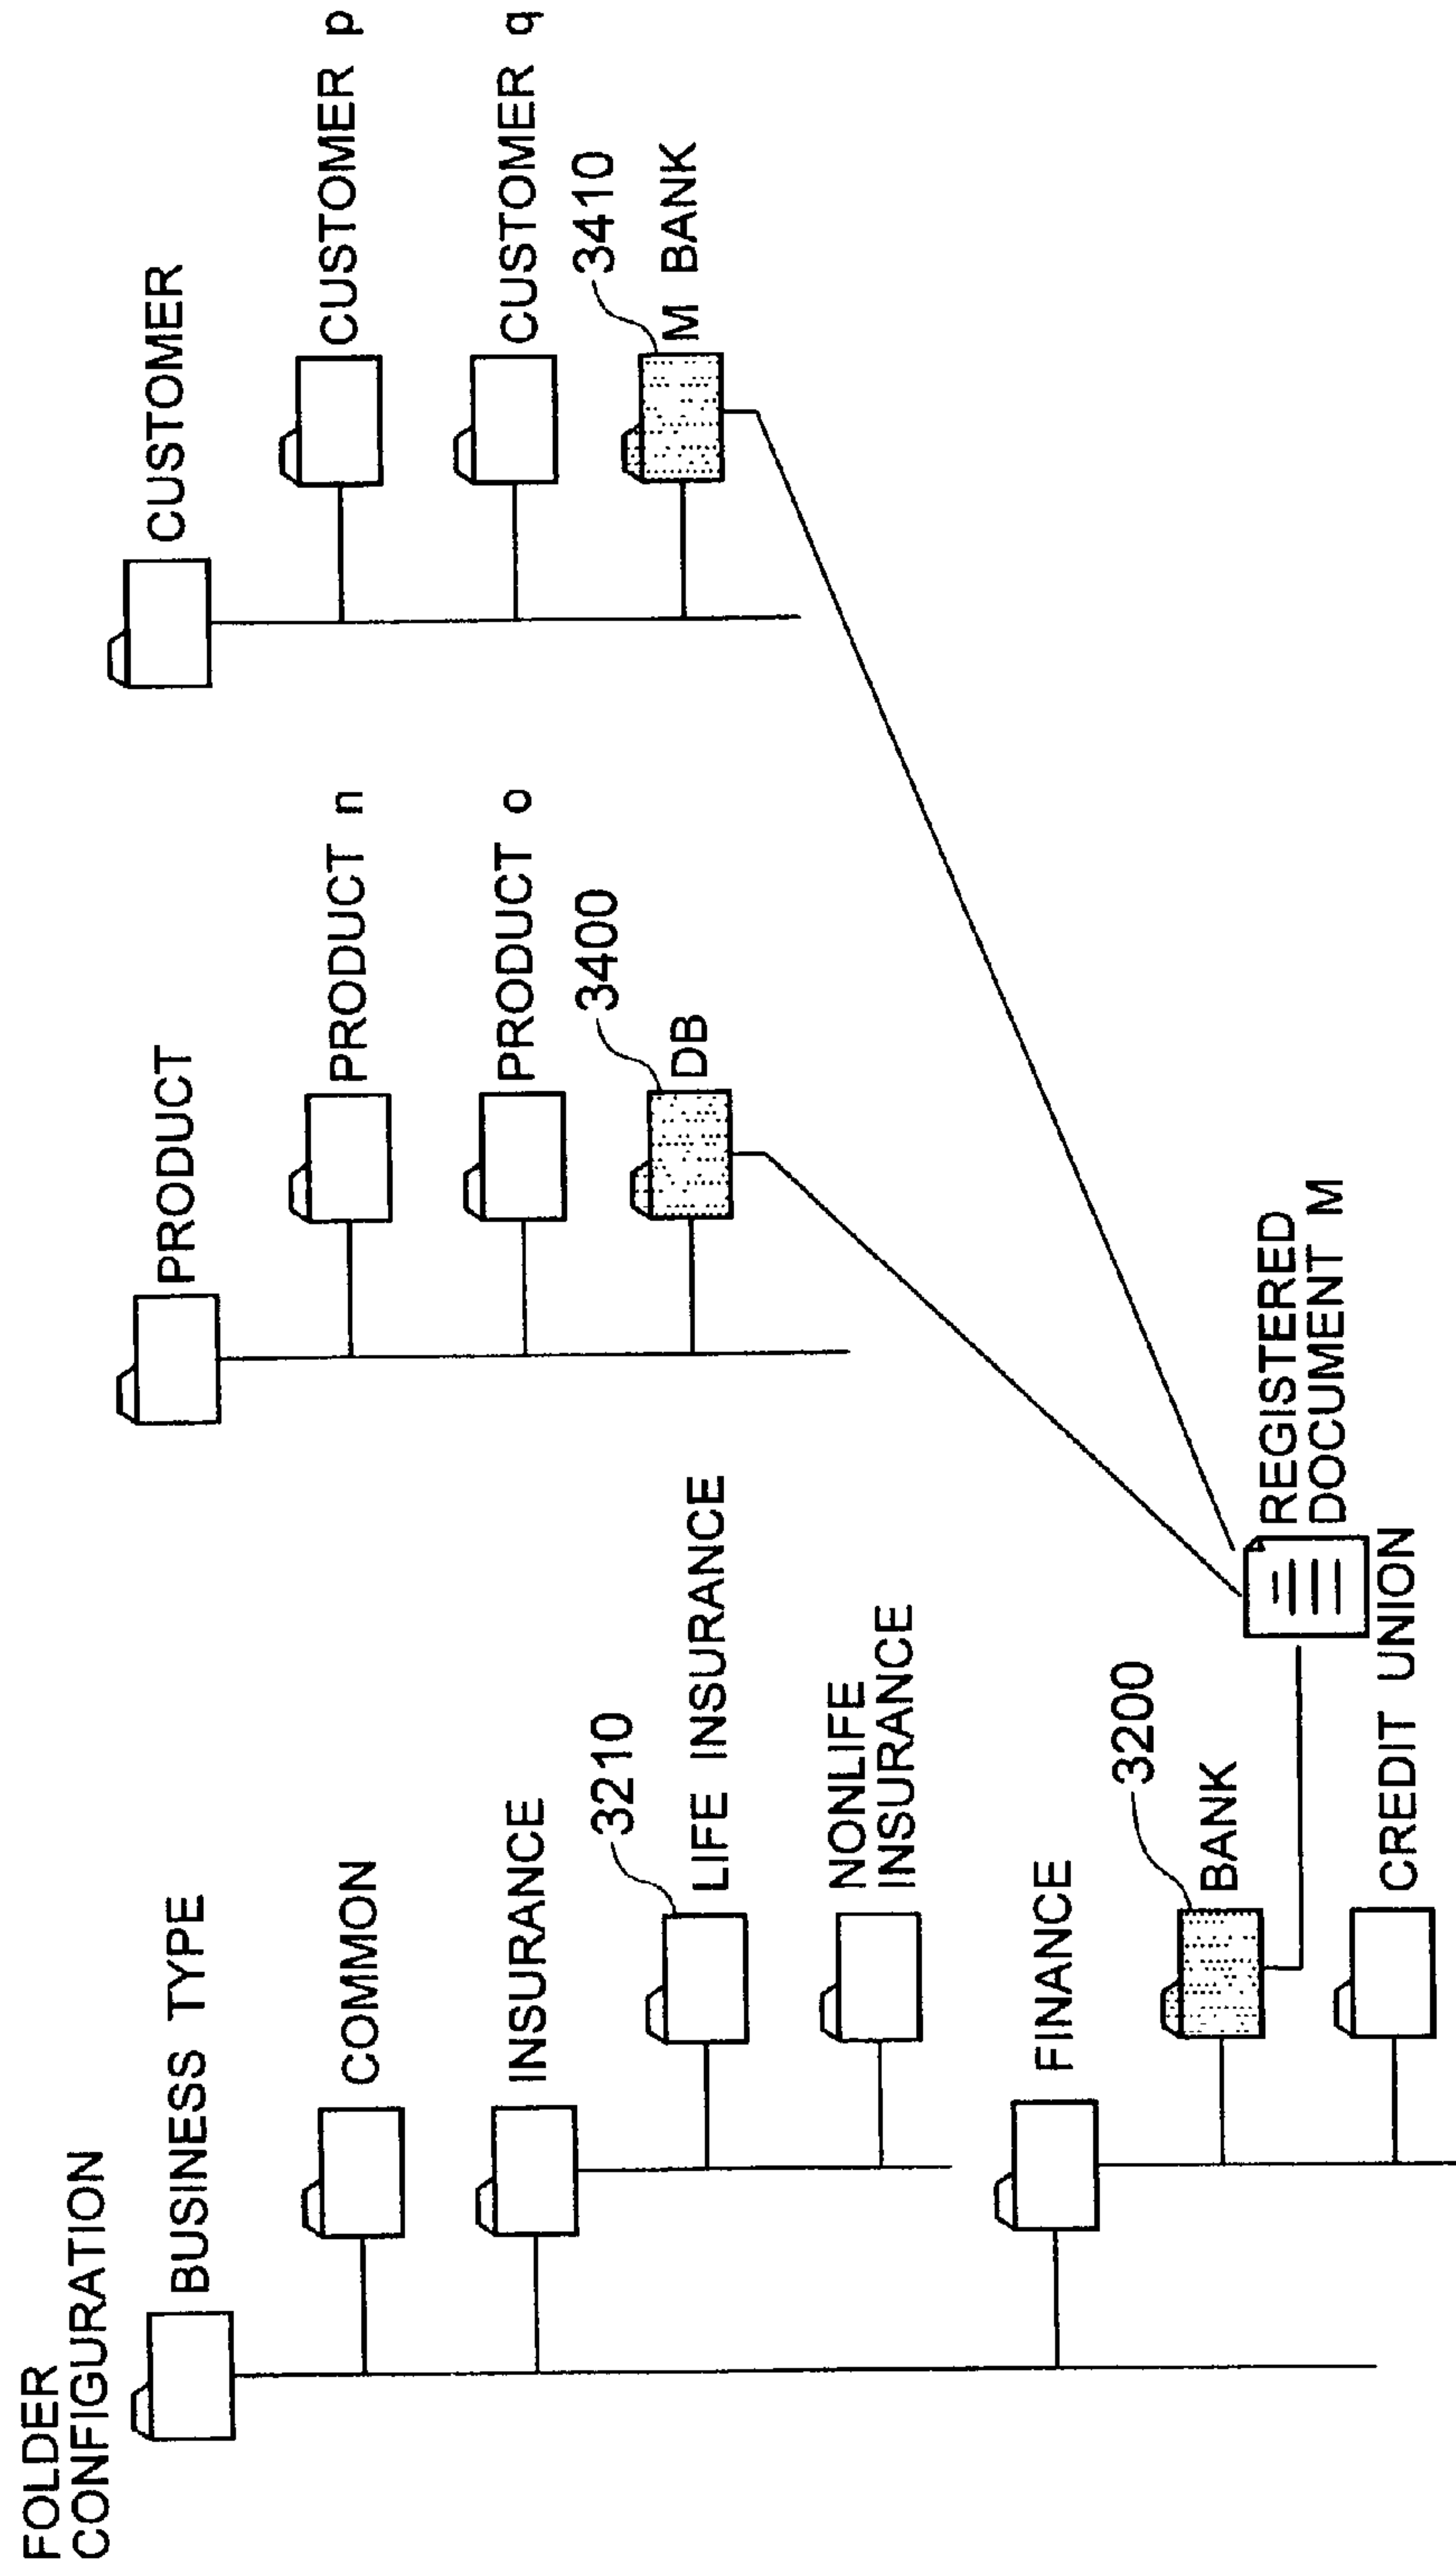 FOLDER
CONFIGURATION
BUSINESS TYPE
COMMON
INSURANCE
3210
LIFE INSURANCE
NONLIFE
INSURANCE
FINANCE
3200
BANK
CREDIT UNION
PRODUCT
PRODUCT n
PRODUCT o
3400
DB
CUSTOMER
CUSTOMER p
CUSTOMER q
3410
M BANK
REGISTERED
DOCUMENT M